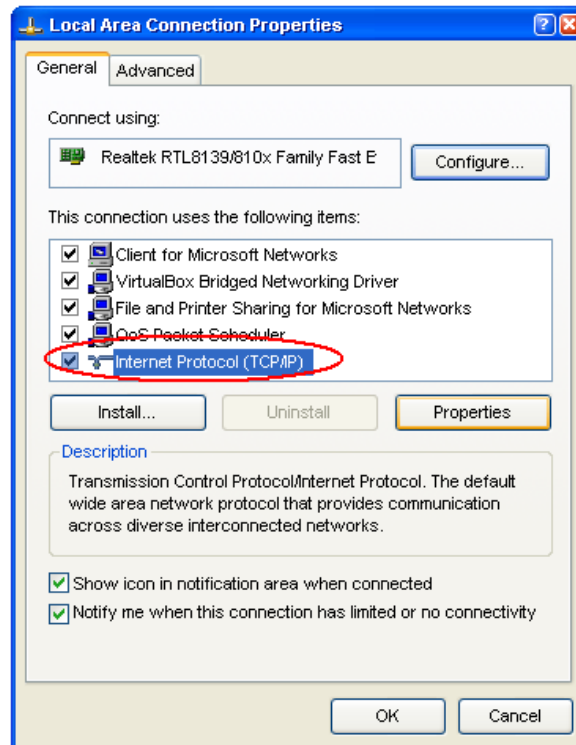 Local Area Connection Properties
General Advanced
Connect using:
Realtek RTL8139/810x Family Fast E
Configure...
This connection uses the following items:
Client for Microsoft Networks
VirtualBox Bridged Networking Driver
File and Printer Sharing for Microsoft Networks
QoS Packet Scheduler
Internet Protocol (TCP/IP)
Install... Uninstall Properties
Description
Transmission Control Protocol/Internet Protocol. The default
wide area network protocol that provides communication
across diverse interconnected networks.
Show icon in notification area when connected
Notify me when this connection has limited or no connectivity
OK Cancel